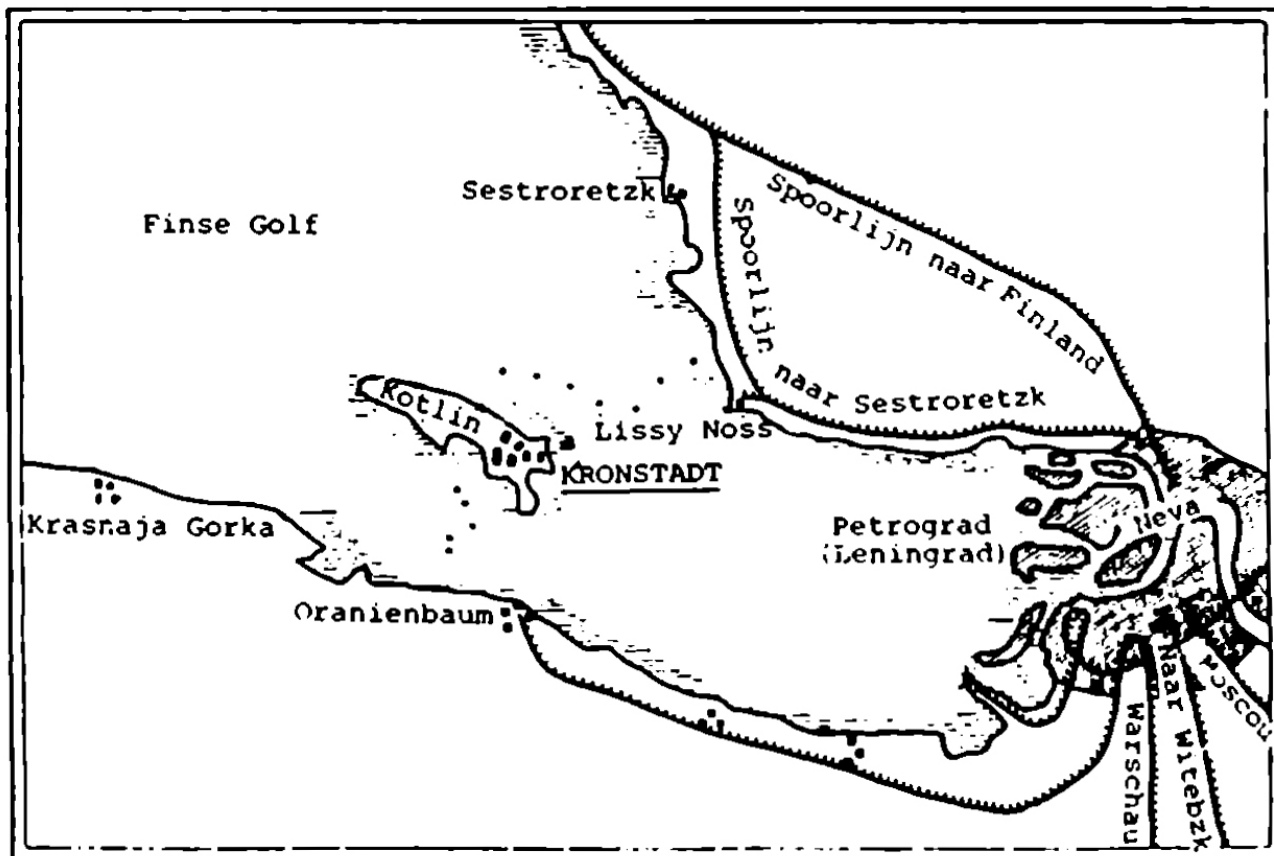 Sestroretzk
Finse Golf
Spoorlijn naar Finland
Spoorlijn naar Sestroretzk
Kotlin
Lissy Noss
KRONSTADT
Krasnaja Gorka
Petrograd
(Leningrad)
Neva
Oranienbaum
Warschau
Naar Witebzk
Moscou